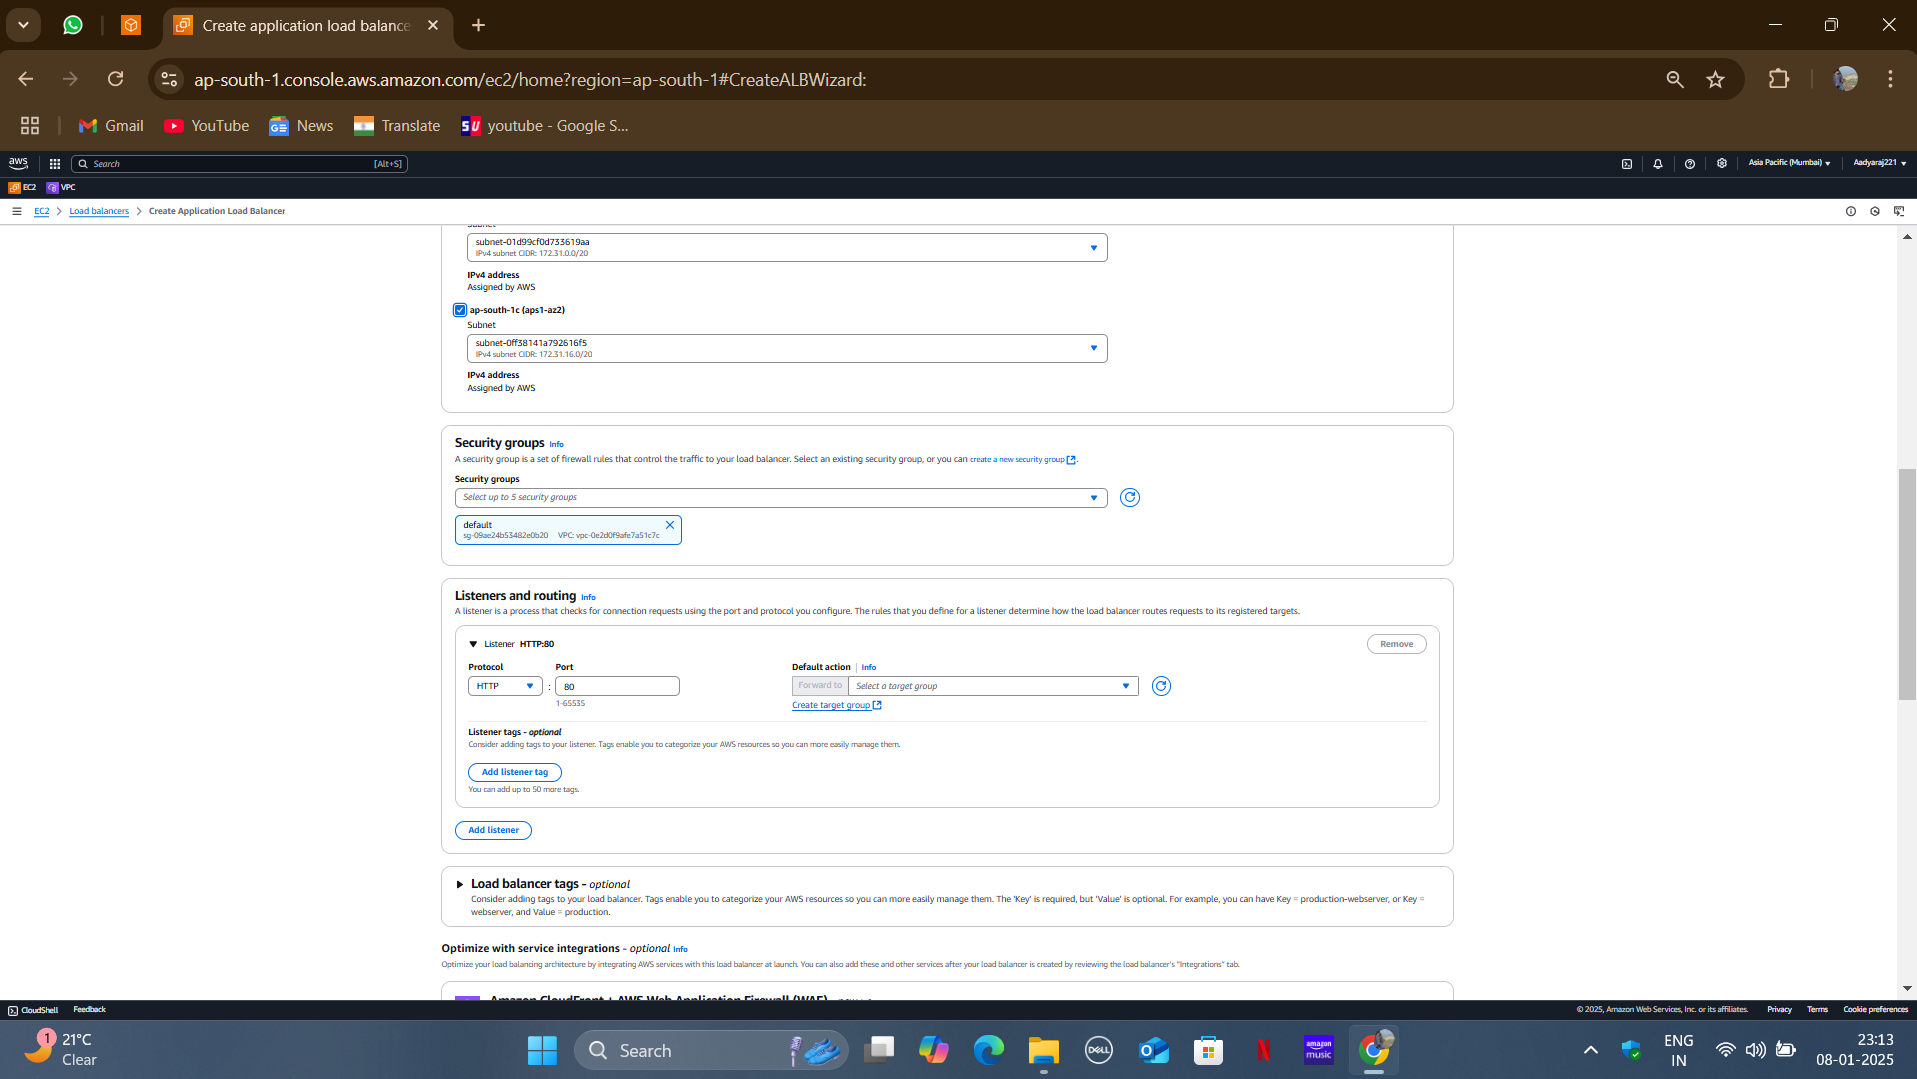 Create application load balance
ap-south-1.console.aws.amazon.com/ec2/home?region=ap-south-1#CreateALBWizard:
Gmail
YouTube
News
Translate
SU
youtube - Google S...
aws
Search
[Alt+S]
Asia Pacific (Mumbai)
Aadyaraj221
EC2
VPC
EC2 > Load balancers > Create Application Load Balancer
Subnet
subnet-01d99cf0d733619aa
IPv4 subnet CIDR: 172.31.0.0/20
IPv4 address
Assigned by AWS
ap-south-1c (aps1-az2)
Subnet
subnet-0ff38141a792616f5
IPv4 subnet CIDR: 172.31.16.0/20
IPv4 address
Assigned by AWS
Security groups Info
A security group is a set of firewall rules that control the traffic to your load balancer. Select an existing security group, or you can create a new security group.
Security groups
Select up to 5 security groups
default
sg-09ae24b53482e0b20 VPC: vpc-0e2d0f9afe7a51c7c
Listeners and routing Info
A listener is a process that checks for connection requests using the port and protocol you configure. The rules that you define for a listener determine how the load balancer routes requests to its registered targets.
Listener HTTP:80
Remove
Protocol Port Default action Info
HTTP : 80 Forward to Select a target group
1-65535
Create target group
Listener tags - optional
Consider adding tags to your listener. Tags enable you to categorize your AWS resources so you can more easily manage them.
Add listener tag
You can add up to 50 more tags.
Add listener
Load balancer tags - optional
Consider adding tags to your load balancer. Tags enable you to categorize your AWS resources so you can more easily manage them. The 'Key' is required, but 'Value' is optional. For example, you can have Key = production-webserver, or Key =
webserver, and Value = production.
Optimize with service integrations - optional Info
Optimize your load balancing architecture by integrating AWS services with this load balancer at launch. You can also add these and other services after your load balancer is created by reviewing the load balancer's "Integrations" tab.
Amazon CloudFront + AWS Web Application Firewall (WAF)
CloudShell
Feedback
© 2025, Amazon Web Services, Inc. or its affiliates.
Privacy
Terms
Cookie preferences
1
21°C
Clear
Search
DELL
amazon
music
ENG
IN
23:13
08-01-2025